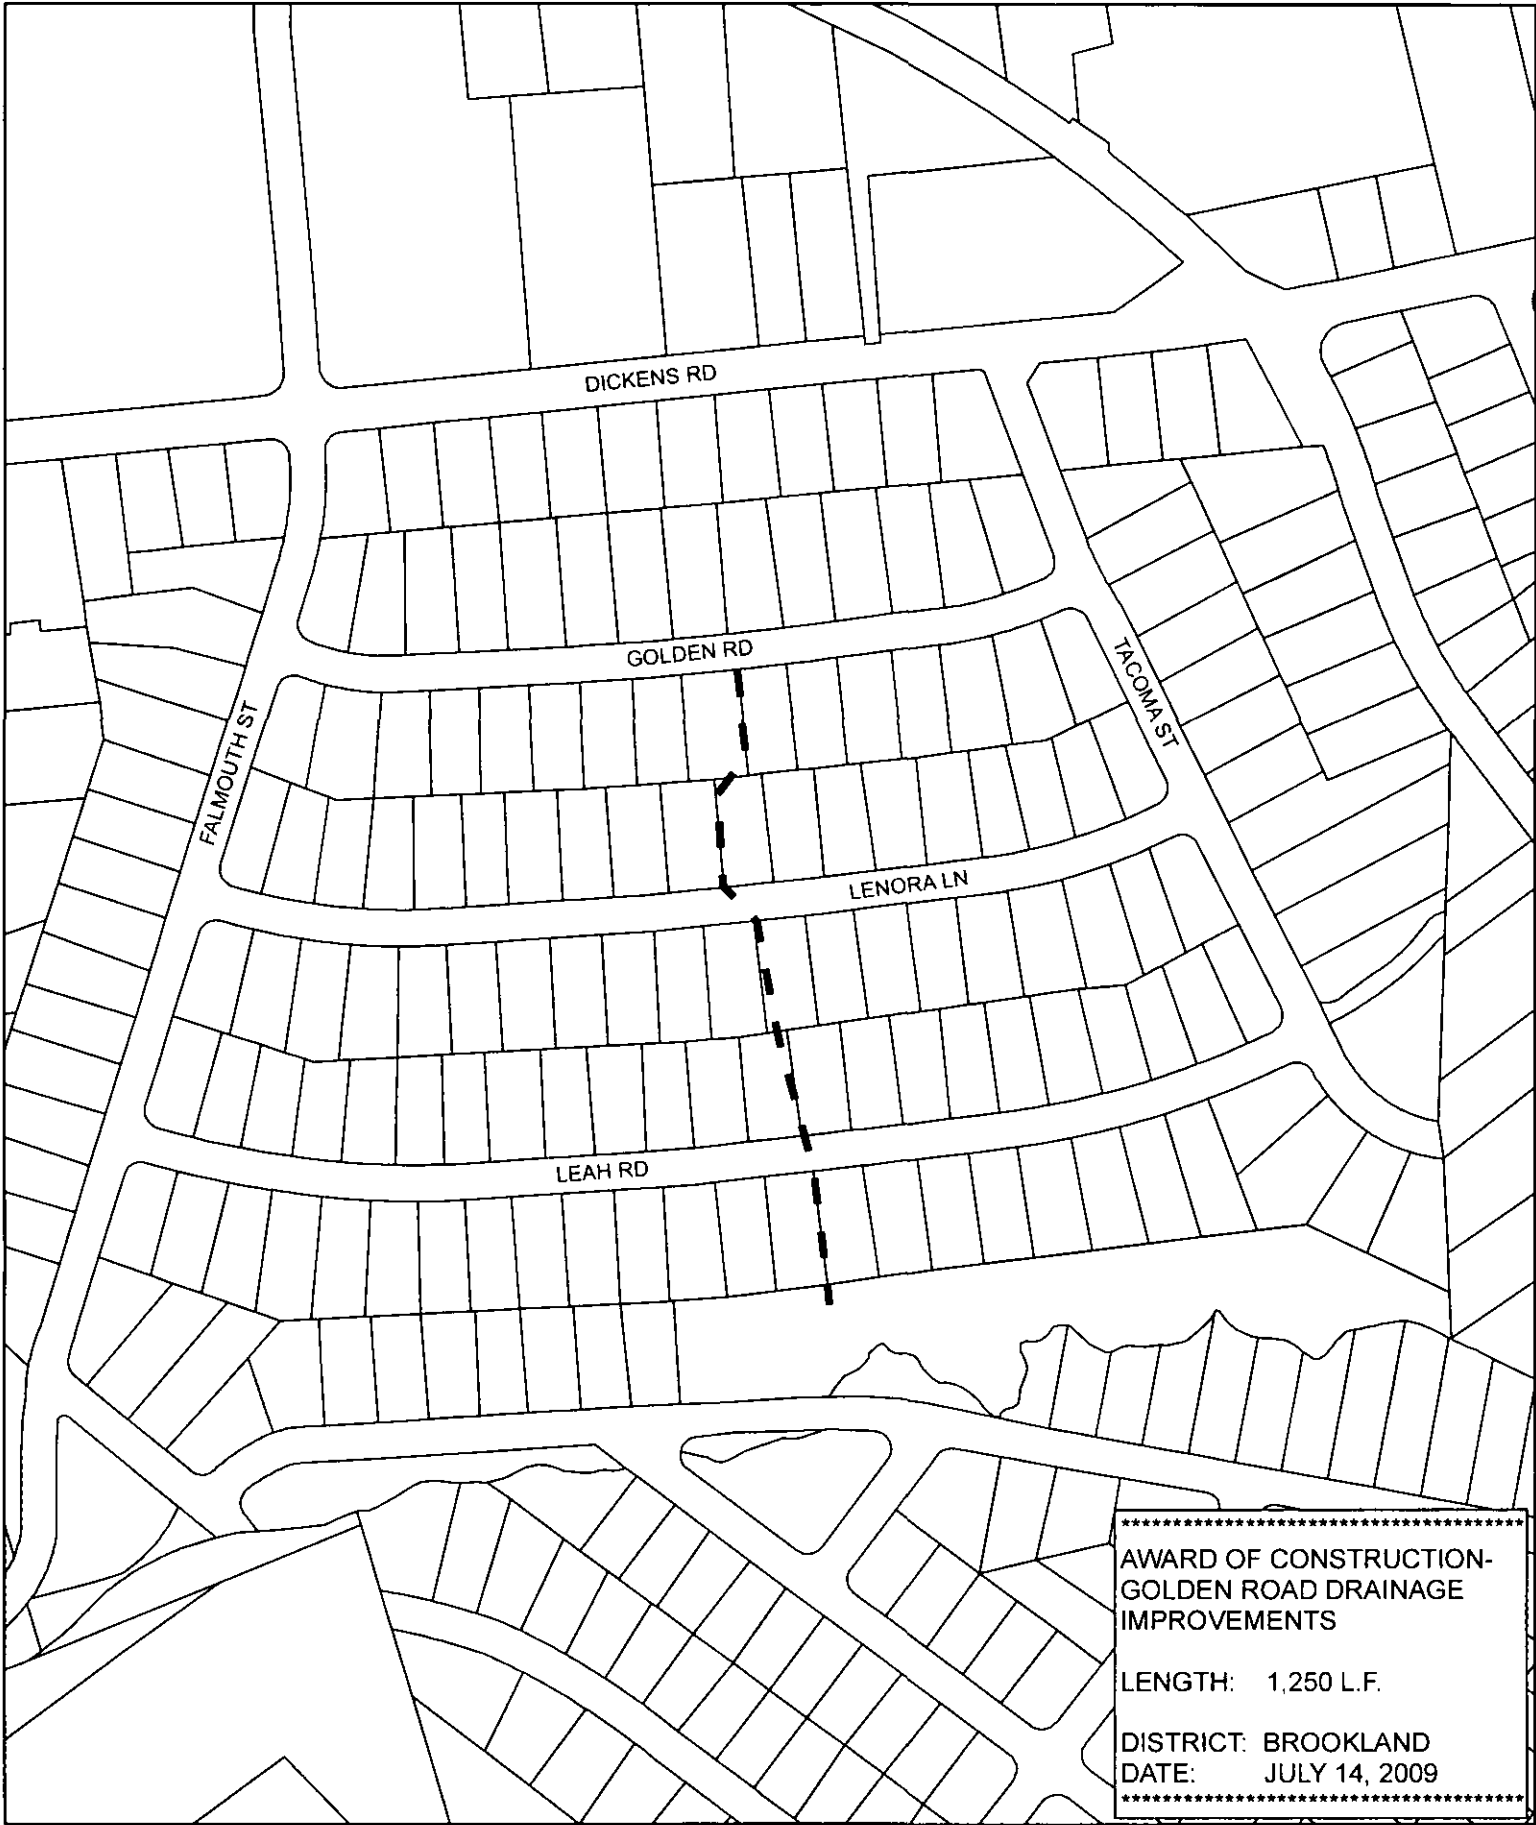 DICKENS RD
GOLDEN RD
TACOMA ST
FALMOUTH ST
LENORA LN
LEAH RD
****************************************
AWARD OF CONSTRUCTION-
GOLDEN ROAD DRAINAGE
IMPROVEMENTS
LENGTH: 1,250 L.F.
DISTRICT: BROOKLAND
DATE: JULY 14, 2009
****************************************